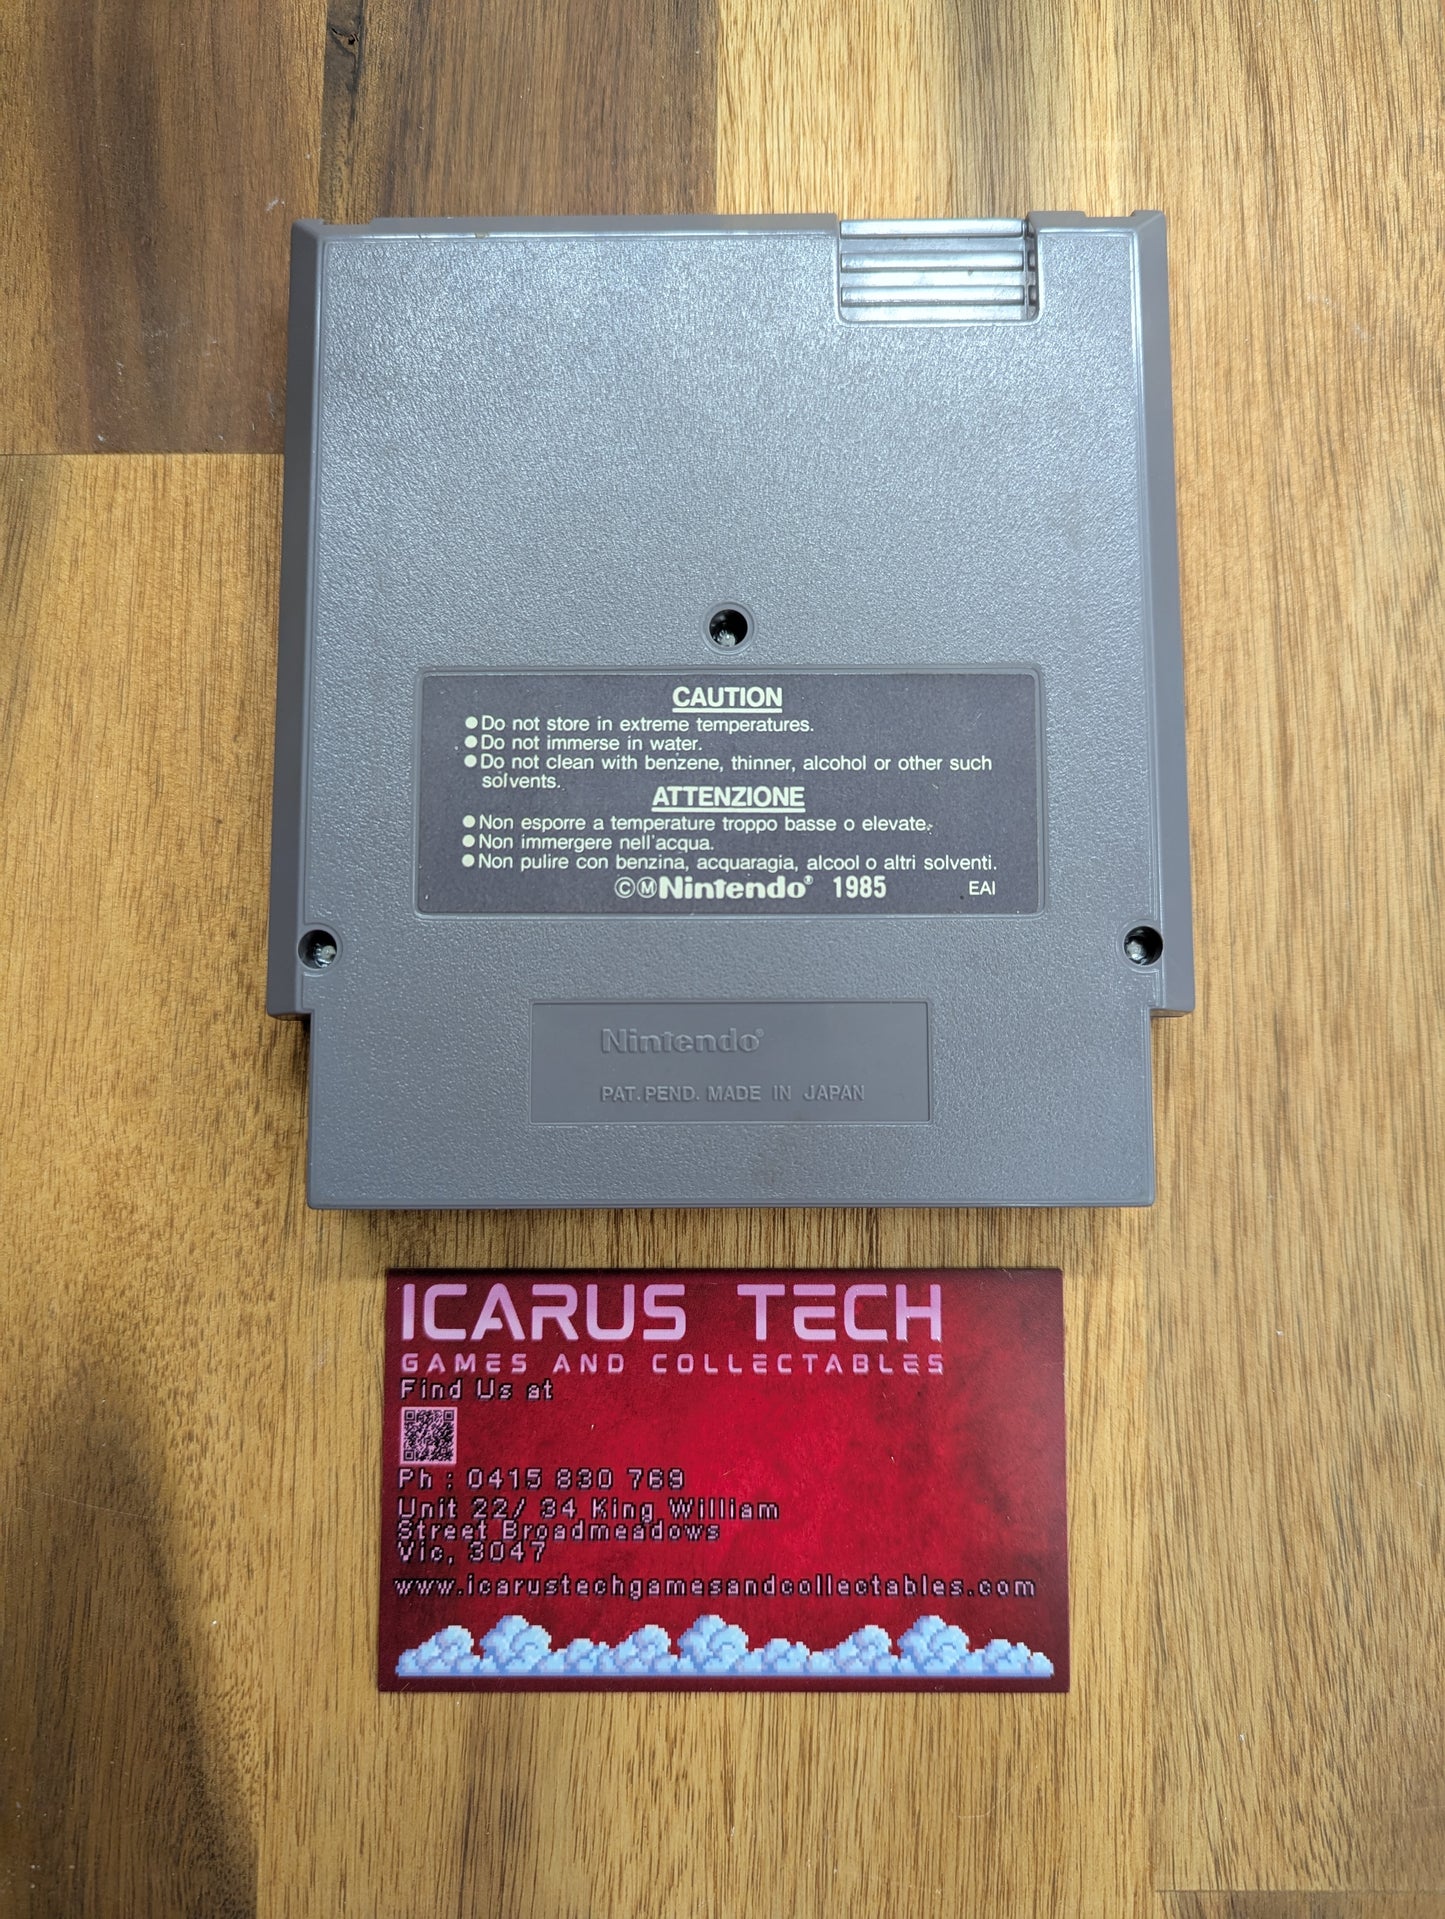 CAUTION
●Do not store in extreme temperatures.
●Do not immerse in water.
●Do not clean with benzene, thinner, alcohol or other such
solvents.
ATTENZIONE
●Non esporre a temperature troppo basse o elevate.
●Non immergere nell'acqua.
●Non pulire con benzina, acquaragia, alcool o altri solventi.
©ⓂNintendo® 1985 EAI
Nintendo®
PAT. PEND. MADE IN JAPAN
ICARUS TECH
GAMES AND COLLECTABLES
Find Us at
Ph : 0415 830 769
Unit 22/ 34 King William
Street Broadmeadows
Vic, 3047
www.icarustechgamesandcollectables.com